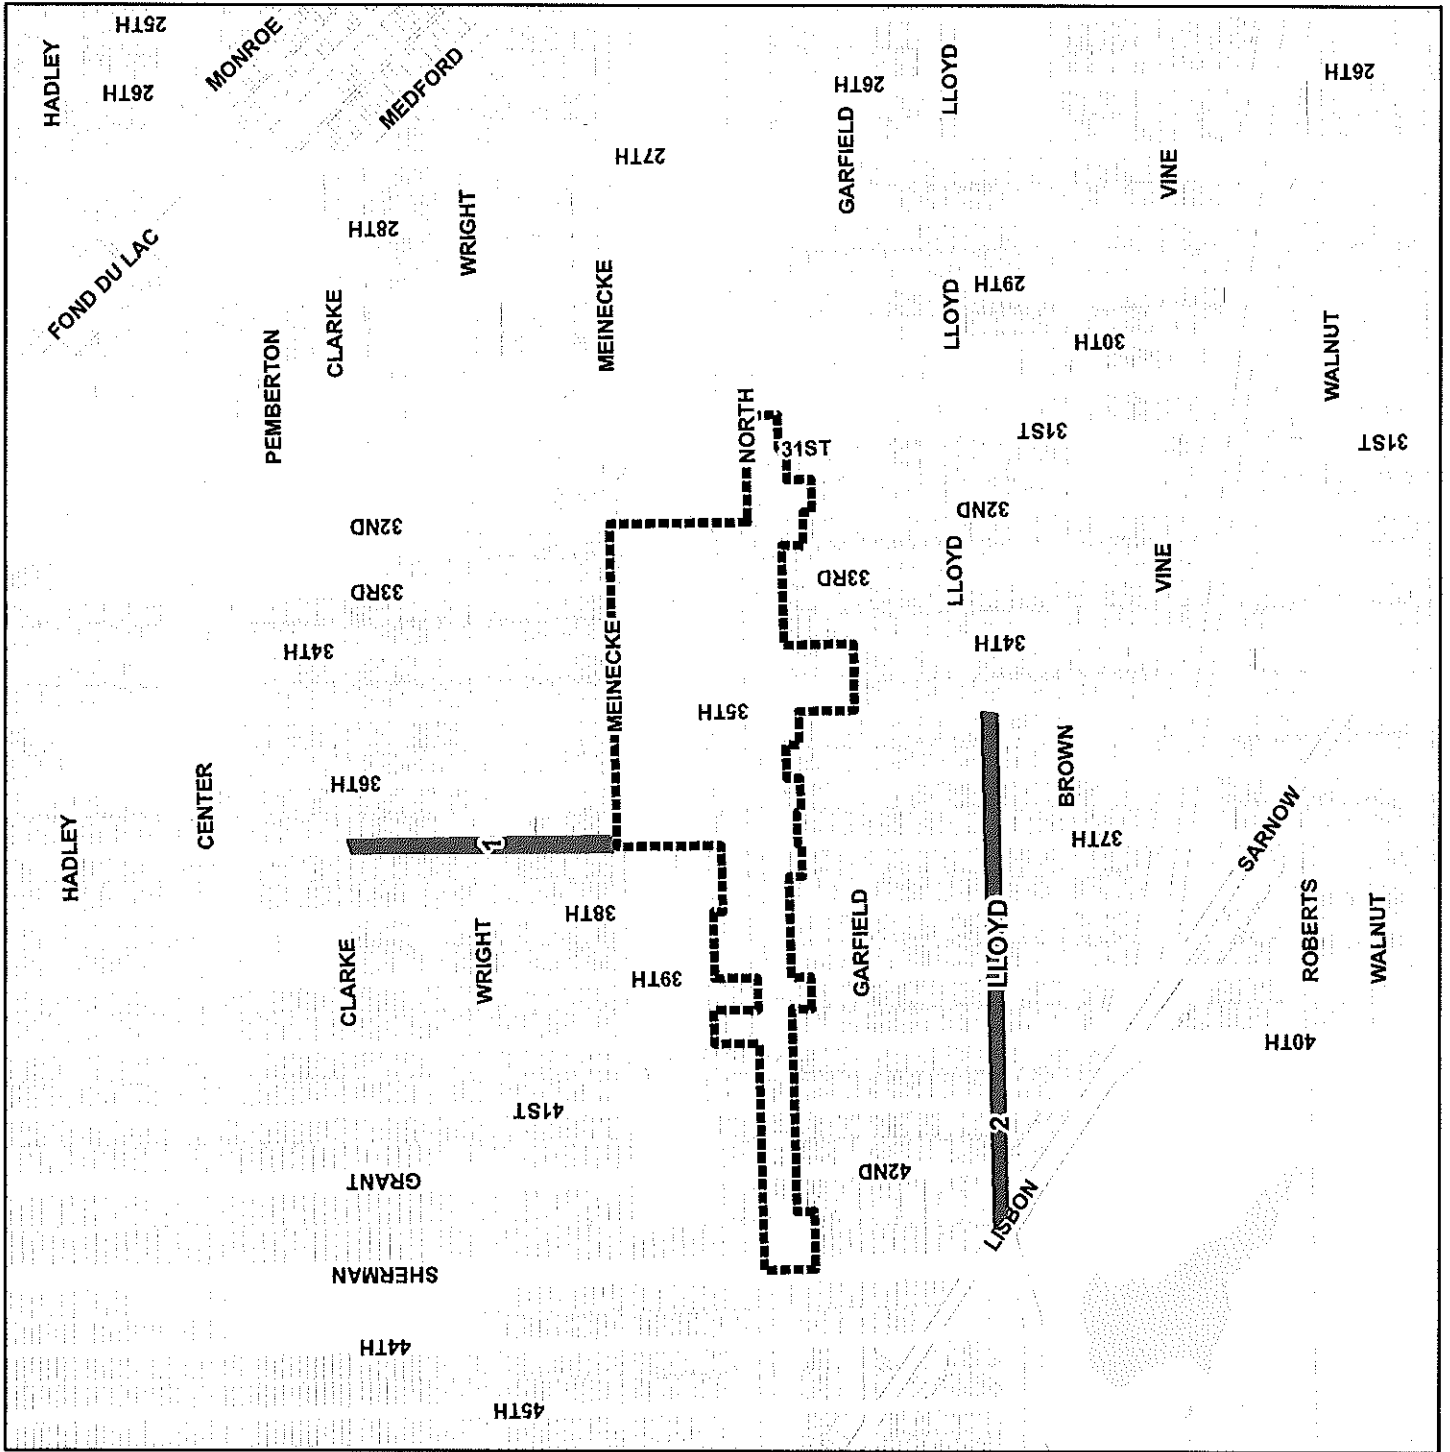 25TH
HADLEY
MONROE
26TH
MEDFORD
LLOYD
26TH
26TH
27TH
GARFIELD
VINE
28TH
WRIGHT
FOND DU LAC
MEINECKE
29TH
CLARKE
LLOYD
30TH
PEMBERTON
WALNUT
NORTH
31ST
31ST
31ST
32ND
32ND
33RD
33RD
LLOYD
VINE
34TH
34TH
MEINECKE
35TH
36TH
BROWN
CENTER
HADLEY
1
37TH
SARNOW
38TH
GARFIELD
LLOYD
ROBERTS
WALNUT
CLARKE
WRIGHT
39TH
40TH
41ST
2
42ND
GRANT
LISBON
SHERMAN
44TH
45TH